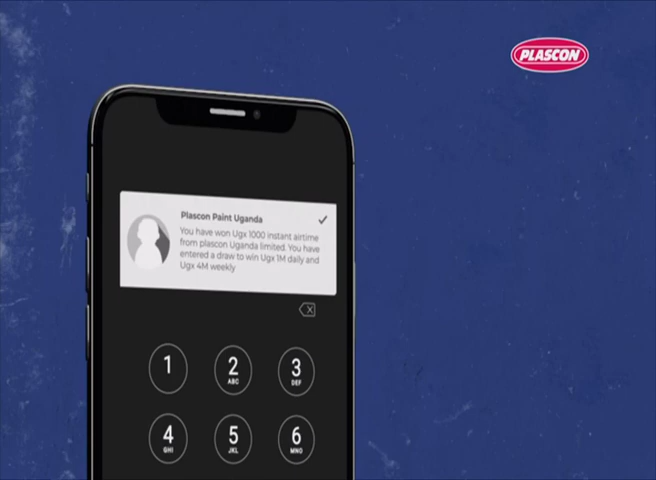 PLASCON
Plascon Paint Uganda
You have won Ugx 1000 instant airtime
from plascon Uganda limited. You have
entered a draw to win Ugx 1M daily and
Ugx 4M weekly
1 2 3
ABC DEF
4 5 6
GHI JKL MNO